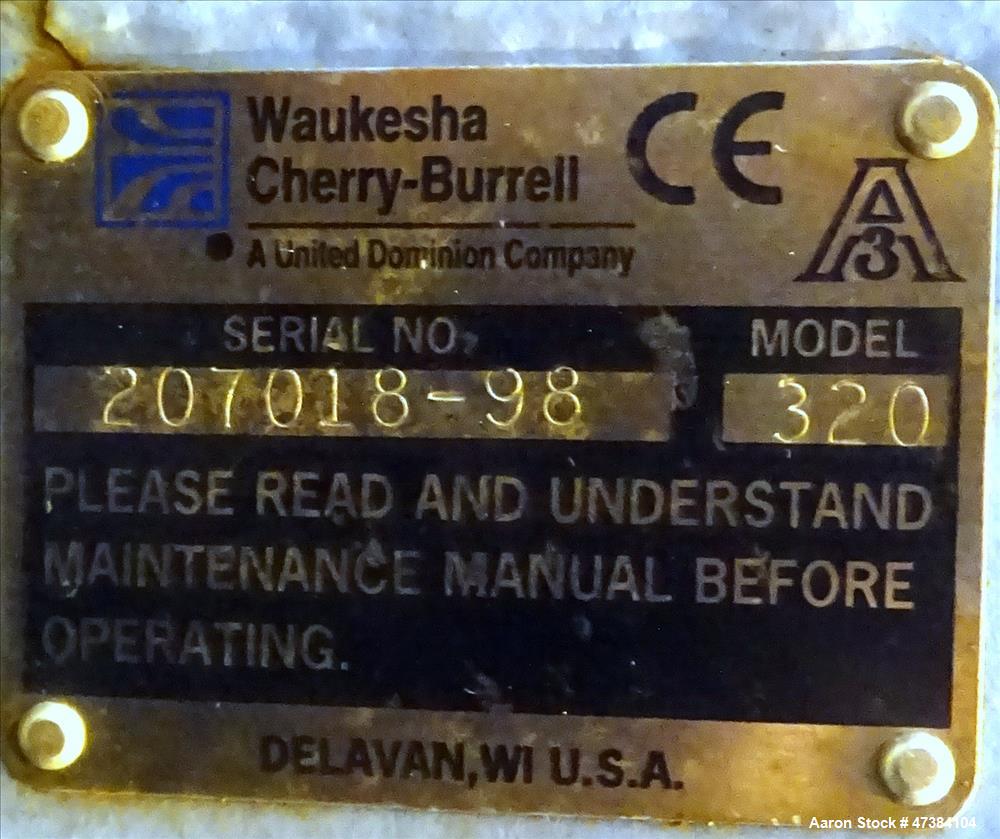 Waukesha
Cherry-Burrell
A United Dominion Company
CE
A
3
SERIAL NO. MODEL
207018-98 320
PLEASE READ AND UNDERSTAND
MAINTENANCE MANUAL BEFORE
OPERATING.
DELAVAN, WI U.S.A.
Aaron Stock # 47384104